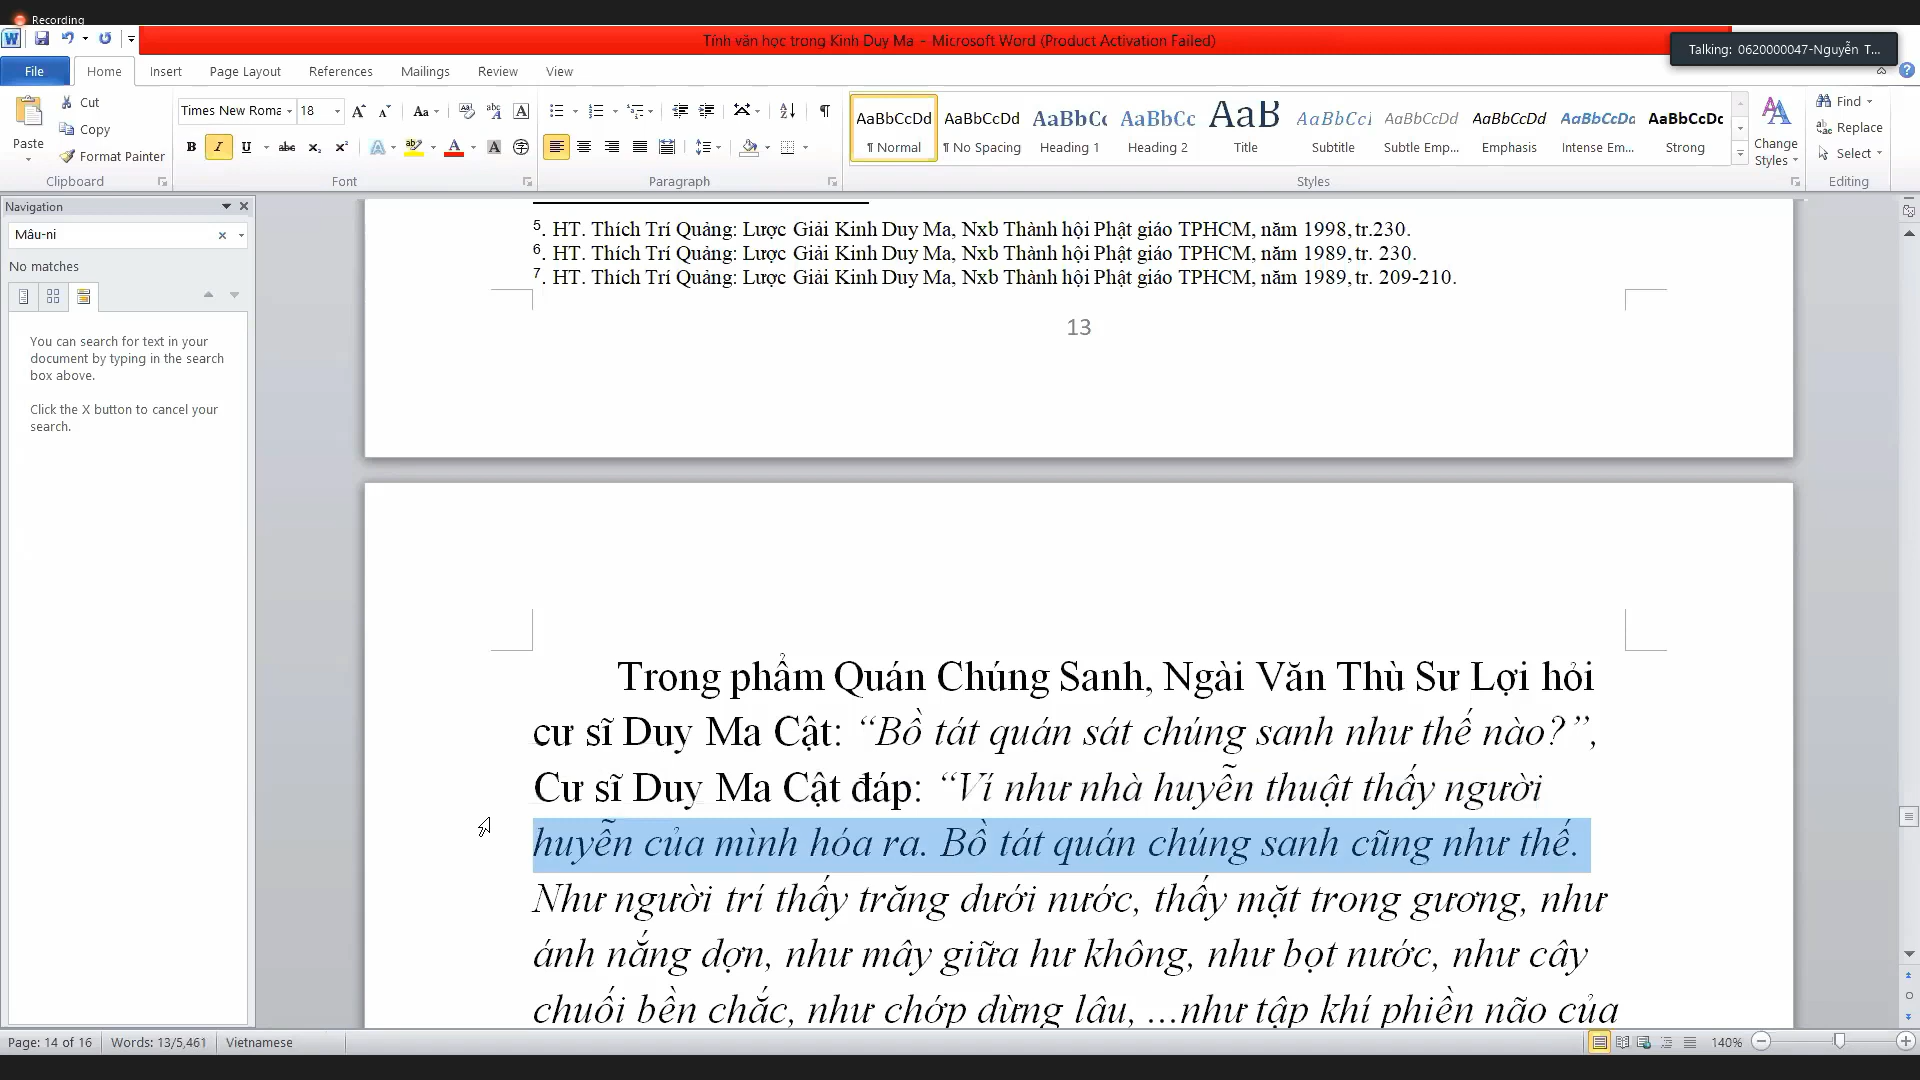 Recording
Tính văn học trong Kinh Duy Ma - Microsoft Word (Product Activation Failed)
Talking: 0620000047-Nguyễn T...
File Home Insert Page Layout References Mailings Review View
Paste
Cut
Copy
Format Painter
Clipboard
Times New Roma 18
Font
Paragraph
AaBbCcDd ¶ Normal
AaBbCcDd ¶ No Spacing
AaBbCc Heading 1
AaBbCc Heading 2
AaB Title
AaBbCcI Subtitle
AaBbCcDd Subtle Emp...
AaBbCcDd Emphasis
AaBbCcDc Intense Em...
AaBbCcDc Strong
Change Styles
Styles
Find
Replace
Select
Editing
Navigation
Mâu-ni
No matches
You can search for text in your
document by typing in the search
box above.
Click the X button to cancel your
search.
5. HT. Thích Trí Quảng: Lược Giải Kinh Duy Ma, Nxb Thành hội Phật giáo TPHCM, năm 1998, tr.230.
6. HT. Thích Trí Quảng: Lược Giải Kinh Duy Ma, Nxb Thành hội Phật giáo TPHCM, năm 1989, tr. 230.
7. HT. Thích Trí Quảng: Lược Giải Kinh Duy Ma, Nxb Thành hội Phật giáo TPHCM, năm 1989, tr. 209-210.
13
Trong phẩm Quán Chúng Sanh, Ngài Văn Thù Sư Lợi hỏi
cư sĩ Duy Ma Cật: “Bồ tát quán sát chúng sanh như thế nào?”,
Cư sĩ Duy Ma Cật đáp: “Ví như nhà huyễn thuật thấy người
huyễn của mình hóa ra. Bồ tát quán chúng sanh cũng như thế.
Như người trí thấy trăng dưới nước, thấy mặt trong gương, như
ánh nắng dợn, như mây giữa hư không, như bọt nước, như cây
chuối bền chắc, như chớp dừng lâu, ...như tập khí phiền não của
Page: 14 of 16 Words: 13/5,461 Vietnamese 140%